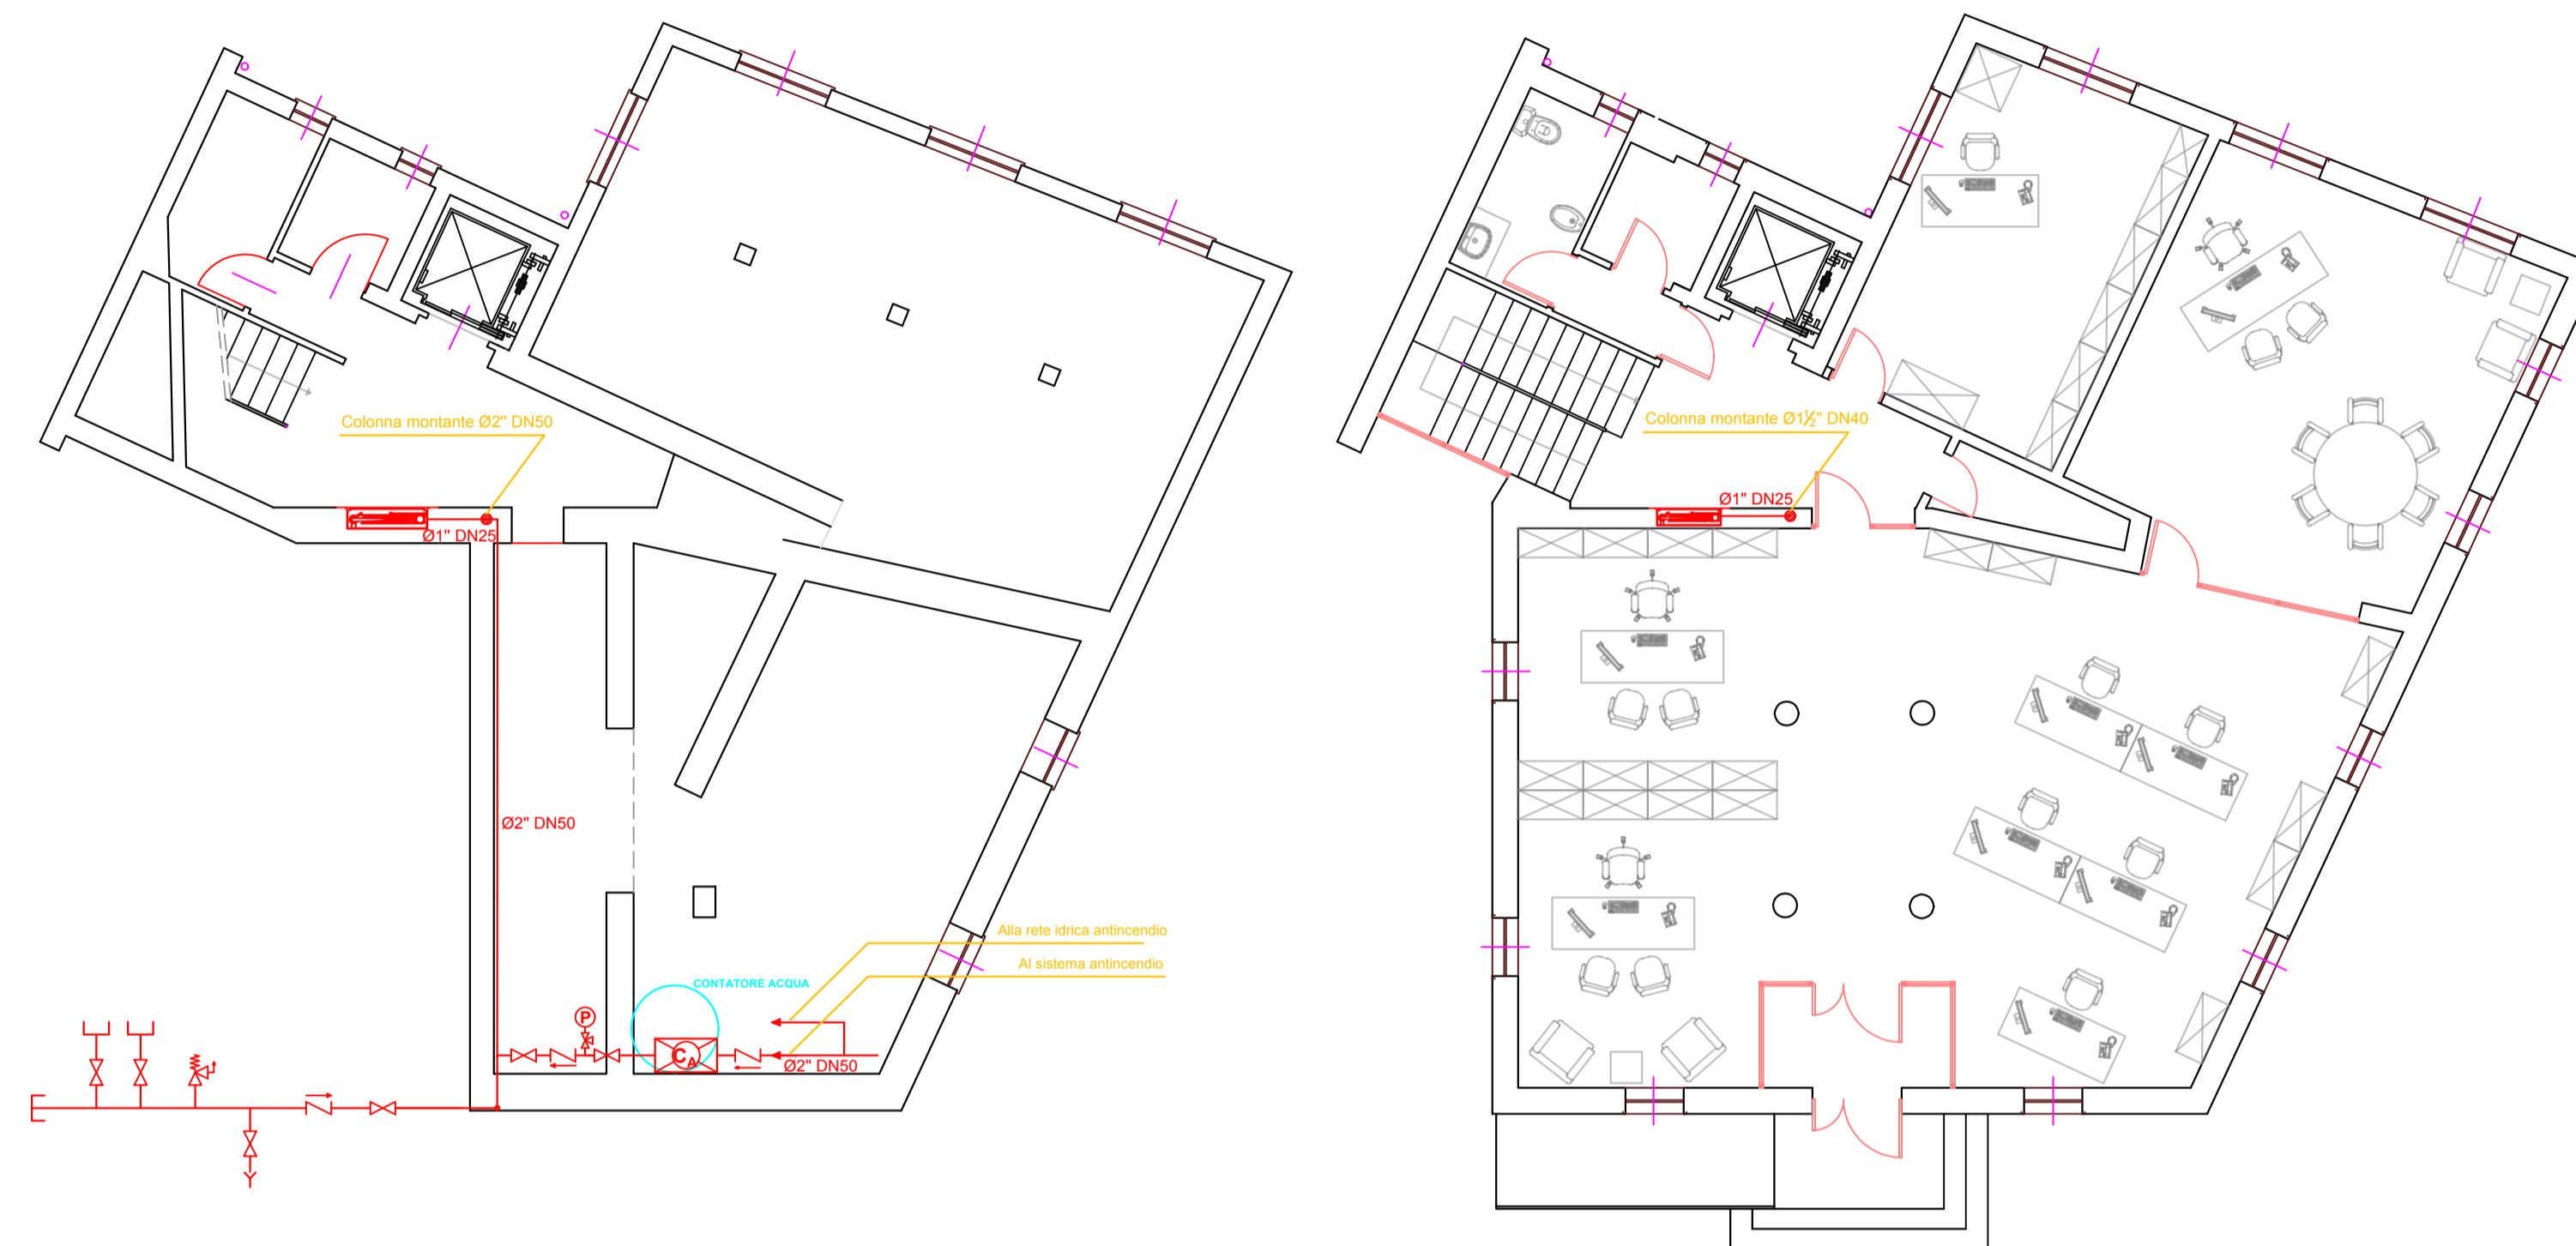 Colonna montante Ø2" DN50
Ø1" DN25
Ø2" DN50
Alla rete idrica antincendio
Al sistema antincendio
CONTATORE ACQUA
P
CA
Ø2" DN50
Colonna montante Ø1½" DN40
Ø1" DN25